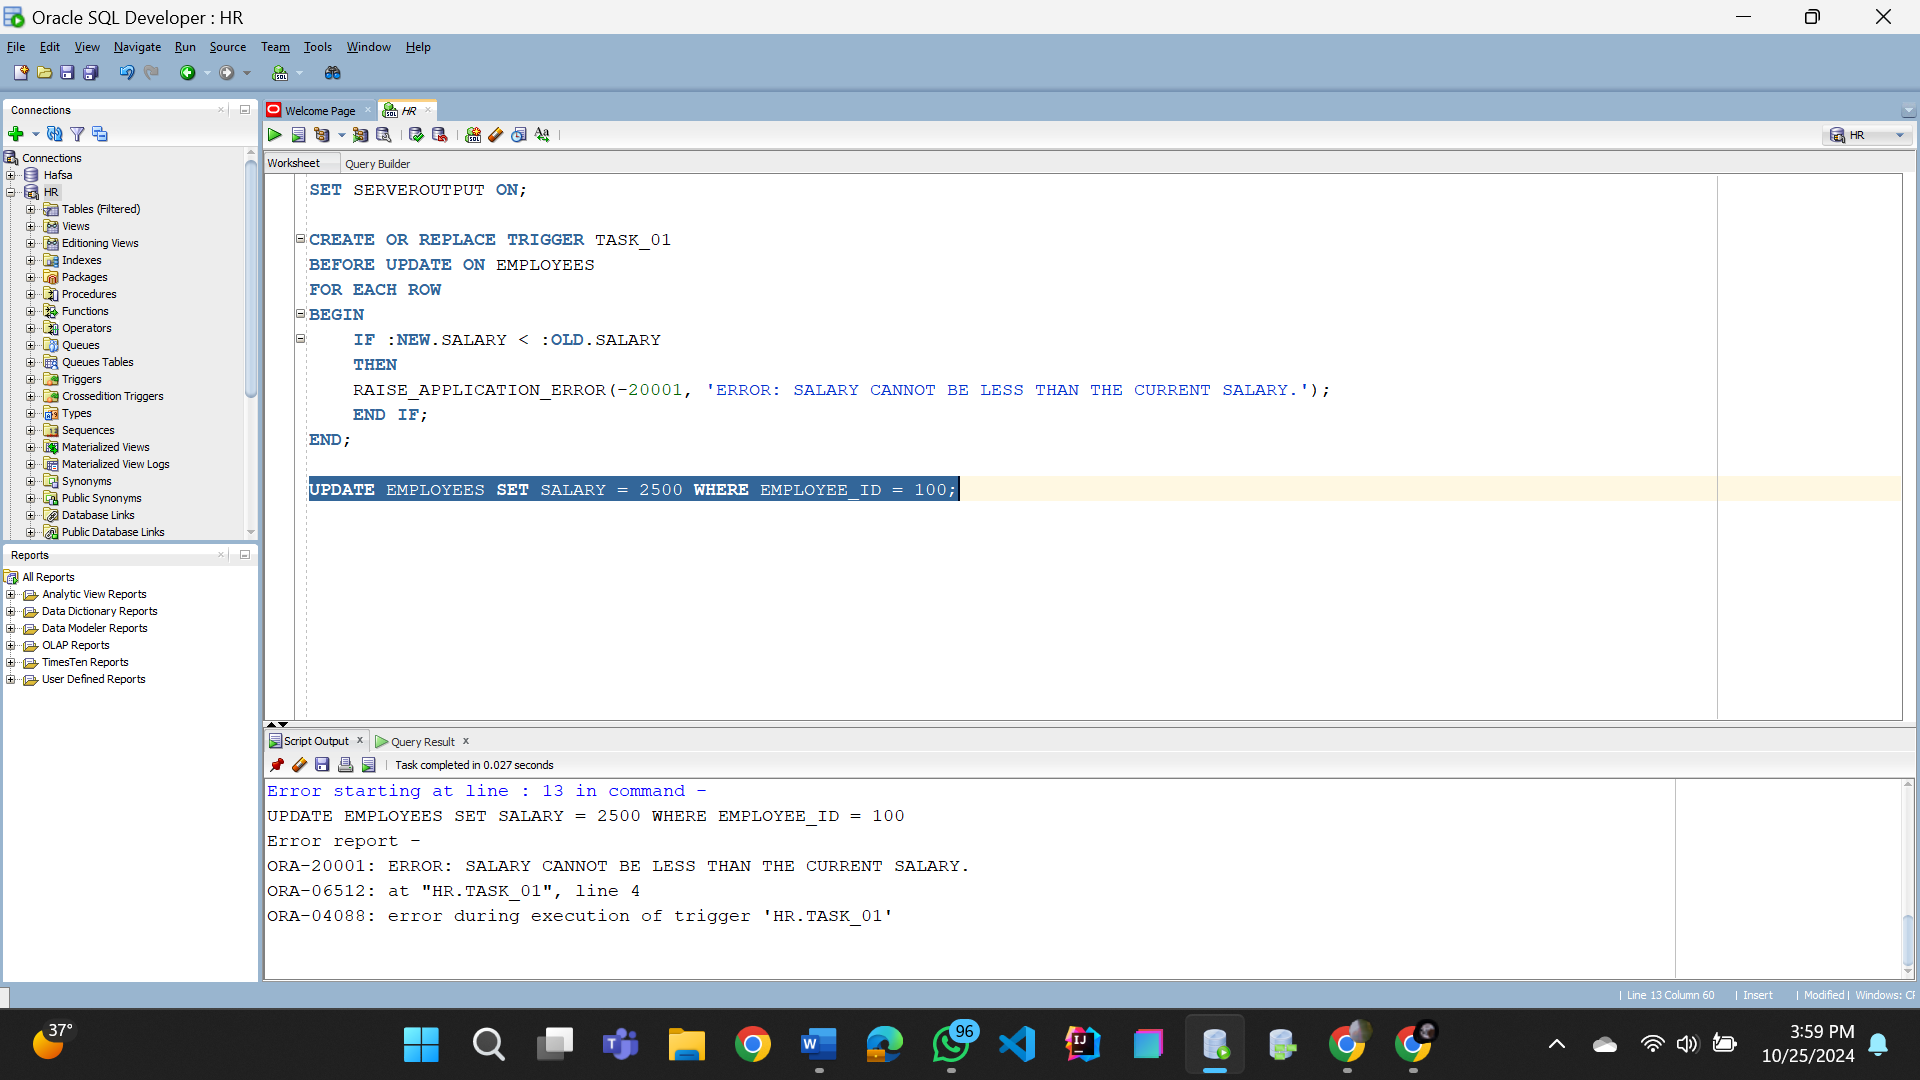 Oracle SQL Developer : HR
File Edit View Navigate Run Source Team Tools Window Help
Connections
Welcome Page
HR
HR
Worksheet
Query Builder
Connections
Hafsa
HR
Tables (Filtered)
Views
Editioning Views
Indexes
Packages
Procedures
Functions
Operators
Queues
Queues Tables
Triggers
Crossedition Triggers
Types
Sequences
Materialized Views
Materialized View Logs
Synonyms
Public Synonyms
Database Links
Public Database Links
Reports
All Reports
Analytic View Reports
Data Dictionary Reports
Data Modeler Reports
OLAP Reports
TimesTen Reports
User Defined Reports
SET SERVEROUTPUT ON;
CREATE OR REPLACE TRIGGER TASK_01
BEFORE UPDATE ON EMPLOYEES
FOR EACH ROW
BEGIN
IF :NEW.SALARY < :OLD.SALARY
THEN
RAISE_APPLICATION_ERROR(-20001, 'ERROR: SALARY CANNOT BE LESS THAN THE CURRENT SALARY.');
END IF;
END;
UPDATE EMPLOYEES SET SALARY = 2500 WHERE EMPLOYEE_ID = 100;
Script Output
Query Result
Task completed in 0.027 seconds
Error starting at line : 13 in command -
UPDATE EMPLOYEES SET SALARY = 2500 WHERE EMPLOYEE_ID = 100
Error report -
ORA-20001: ERROR: SALARY CANNOT BE LESS THAN THE CURRENT SALARY.
ORA-06512: at "HR.TASK_01", line 4
ORA-04088: error during execution of trigger 'HR.TASK_01'
| Line 13 Column 60 | Insert | Modified | Windows: CF
37°
96
3:59 PM
10/25/2024